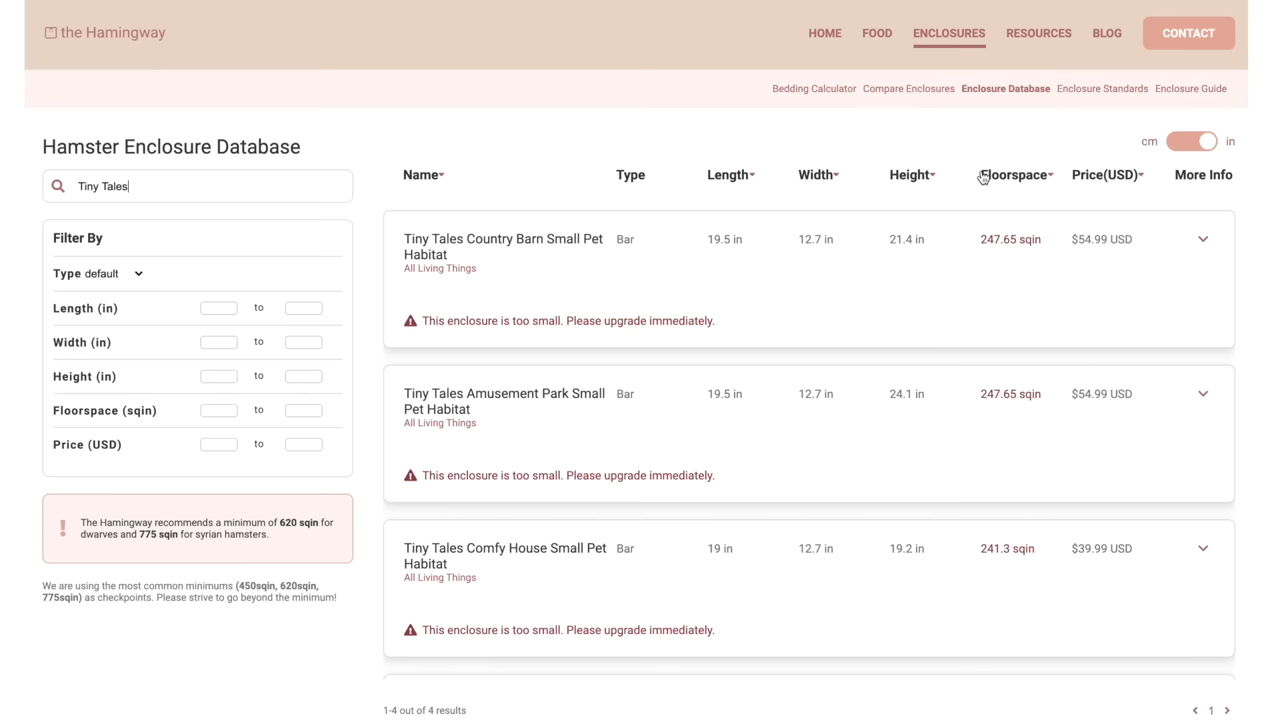 the Hamingway
HOME FOOD ENCLOSURES RESOURCES BLOG CONTACT
Bedding Calculator Compare Enclosures Enclosure Database Enclosure Standards Enclosure Guide
Hamster Enclosure Database
cm in
Tiny Tales
Name Type Length Width Height Floorspace Price(USD) More Info
Filter By
Type default
Length (in) to
Width (in) to
Height (in) to
Floorspace (sqin) to
Price (USD) to
The Hamingway recommends a minimum of 620 sqin for
dwarves and 775 sqin for syrian hamsters.
We are using the most common minimums (450sqin, 620sqin,
775sqin) as checkpoints. Please strive to go beyond the minimum!
Tiny Tales Country Barn Small Pet Bar 19.5 in 12.7 in 21.4 in 247.65 sqin $54.99 USD
Habitat
All Living Things
This enclosure is too small. Please upgrade immediately.
Tiny Tales Amusement Park Small Bar 19.5 in 12.7 in 24.1 in 247.65 sqin $54.99 USD
Pet Habitat
All Living Things
This enclosure is too small. Please upgrade immediately.
Tiny Tales Comfy House Small Pet Bar 19 in 12.7 in 19.2 in 241.3 sqin $39.99 USD
Habitat
All Living Things
This enclosure is too small. Please upgrade immediately.
1-4 out of 4 results
< 1 >